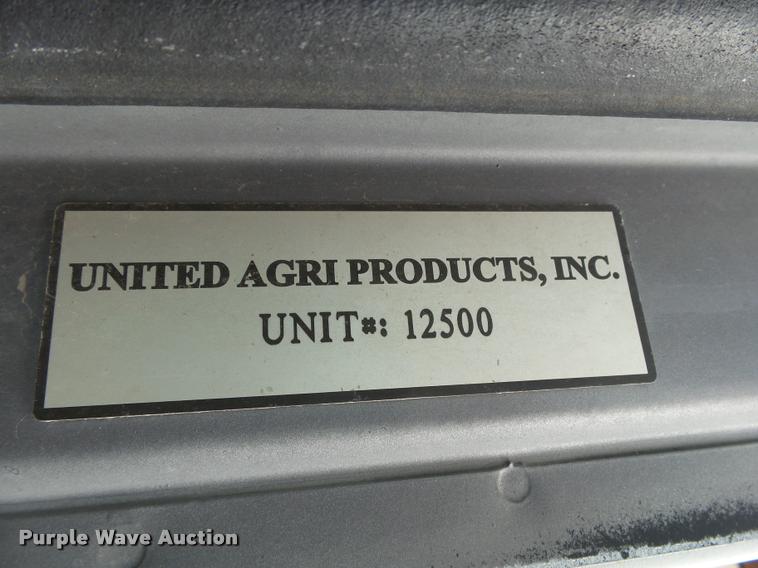 UNITED AGRI PRODUCTS, INC.
UNIT#: 12500
Purple Wave Auction